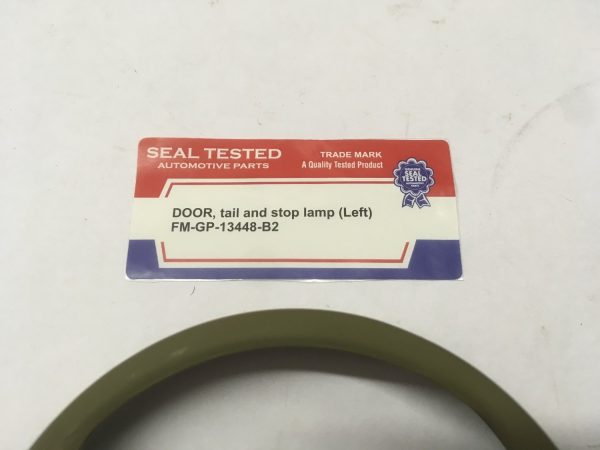 SEAL TESTED
AUTOMOTIVE PARTS
TRADE MARK
A Quality Tested Product
SEAL
TESTED
DOOR, tail and stop lamp (Left)
FM-GP-13448-B2